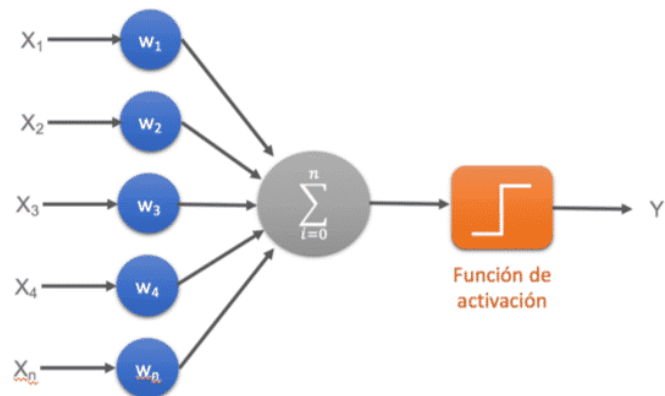 X₁ w₁
X₂ w₂
n
X₃ w₃ ∑ Y
i=0
X₄ w₄
Función de
activación
Xₙ wₙ